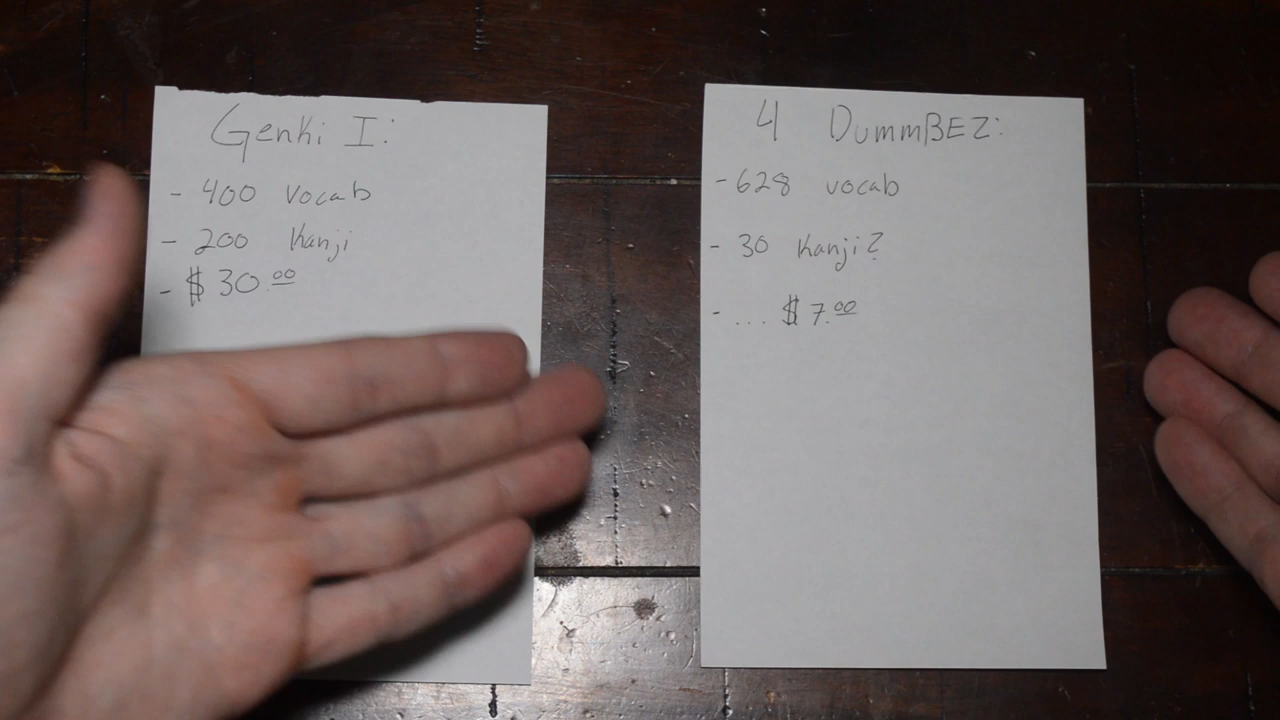 Genki I:
- 400 vocab
- 200 Kanji
- $30.00
4 DummBEZ:
- 628 vocab
- 30 Kanji?
- ... $7.00